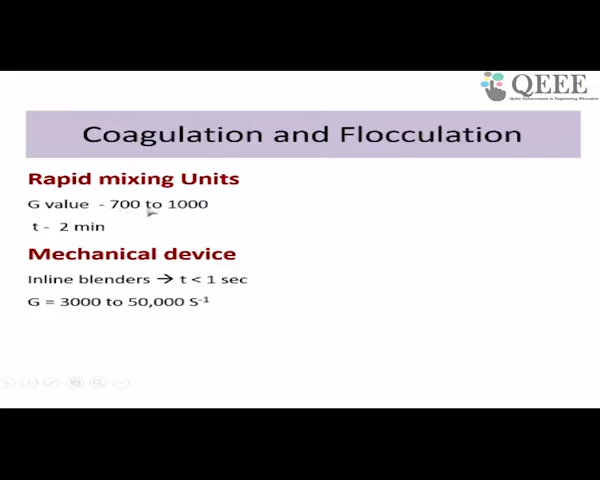 QEEE
Quality Enhancement in Engineering Education
Coagulation and Flocculation
Rapid mixing Units
G value - 700 to 1000
t - 2 min
Mechanical device
Inline blenders → t < 1 sec
G = 3000 to 50,000 S⁻¹